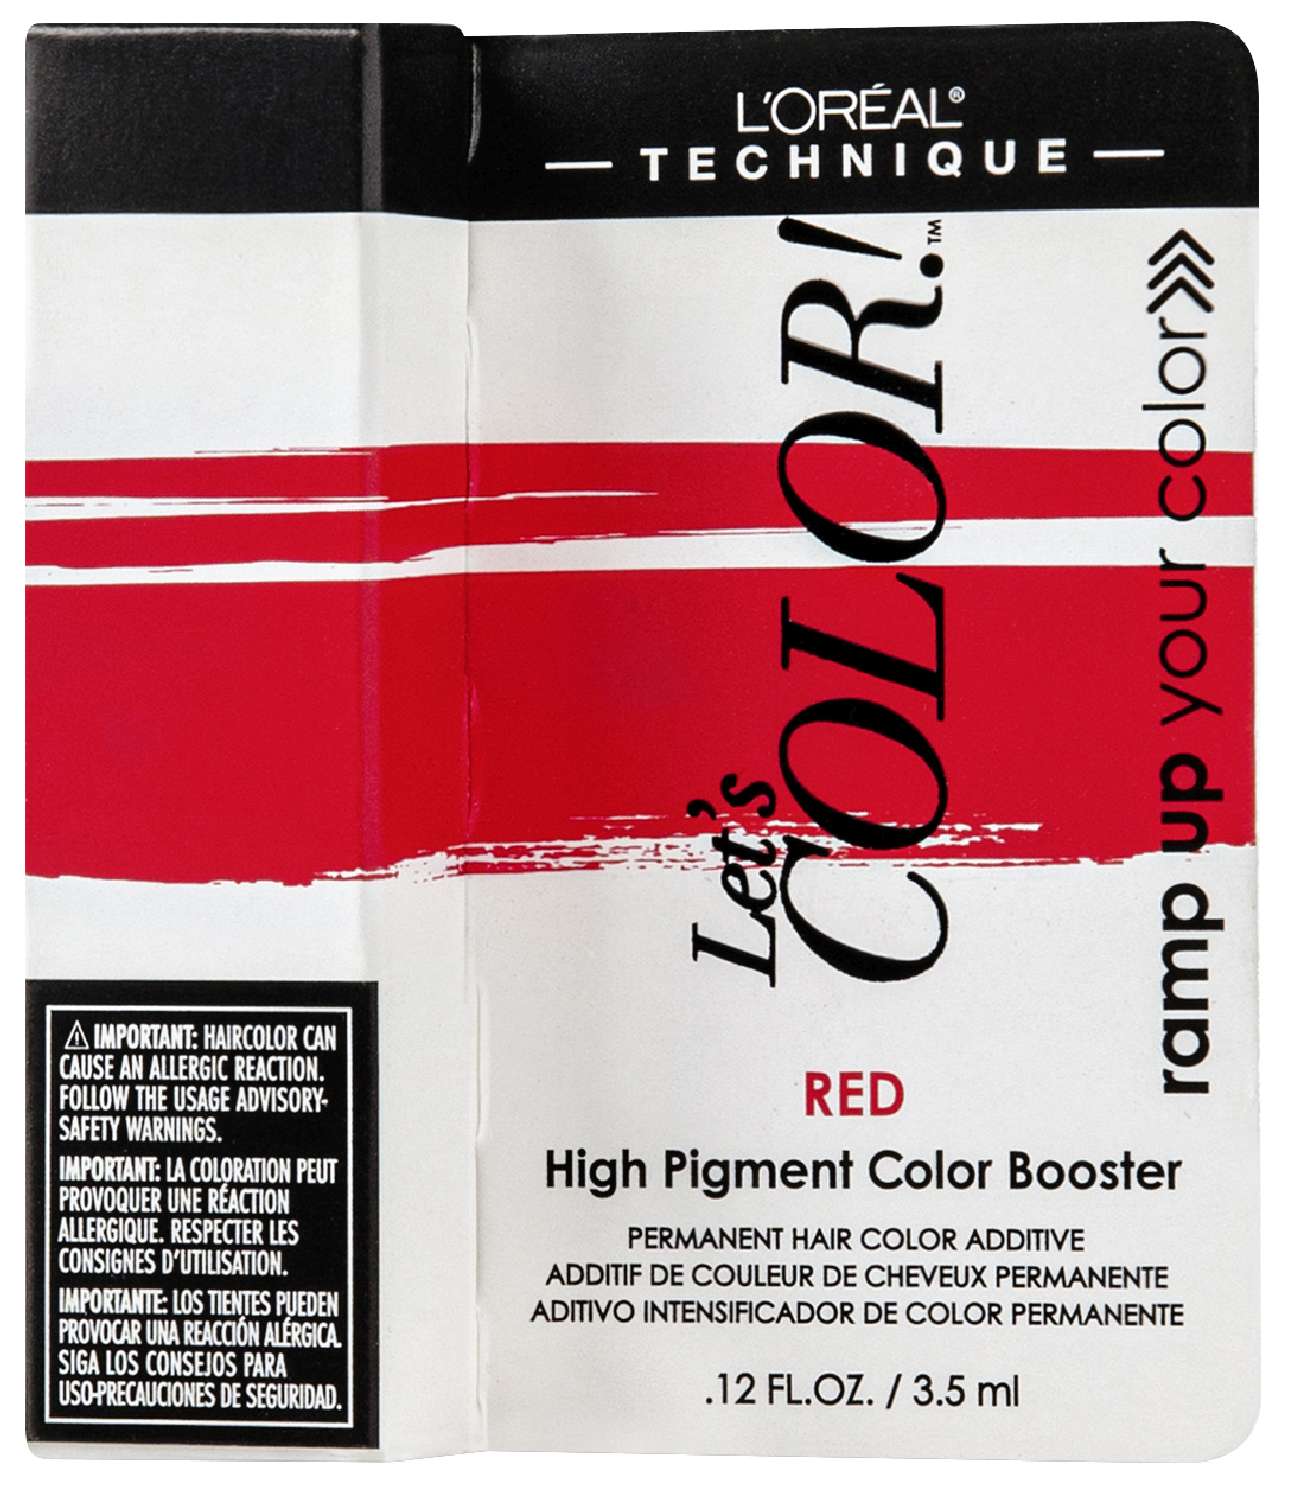 L'ORÉAL®
— TECHNIQUE —
Let's
COLOR!™
ramp up your color
RED
High Pigment Color Booster
PERMANENT HAIR COLOR ADDITIVE
ADDITIF DE COULEUR DE CHEVEUX PERMANENTE
ADITIVO INTENSIFICADOR DE COLOR PERMANENTE
.12 FL.OZ. / 3.5 ml
⚠ IMPORTANT: HAIRCOLOR CAN
CAUSE AN ALLERGIC REACTION.
FOLLOW THE USAGE ADVISORY-
SAFETY WARNINGS.
IMPORTANT: LA COLORATION PEUT
PROVOQUER UNE RÉACTION
ALLERGIQUE. RESPECTER LES
CONSIGNES D'UTILISATION.
IMPORTANTE: LOS TIENTES PUEDEN
PROVOCAR UNA REACCIÓN ALÉRGICA.
SIGA LOS CONSEJOS PARA
USO-PRECAUCIONES DE SEGURIDAD.